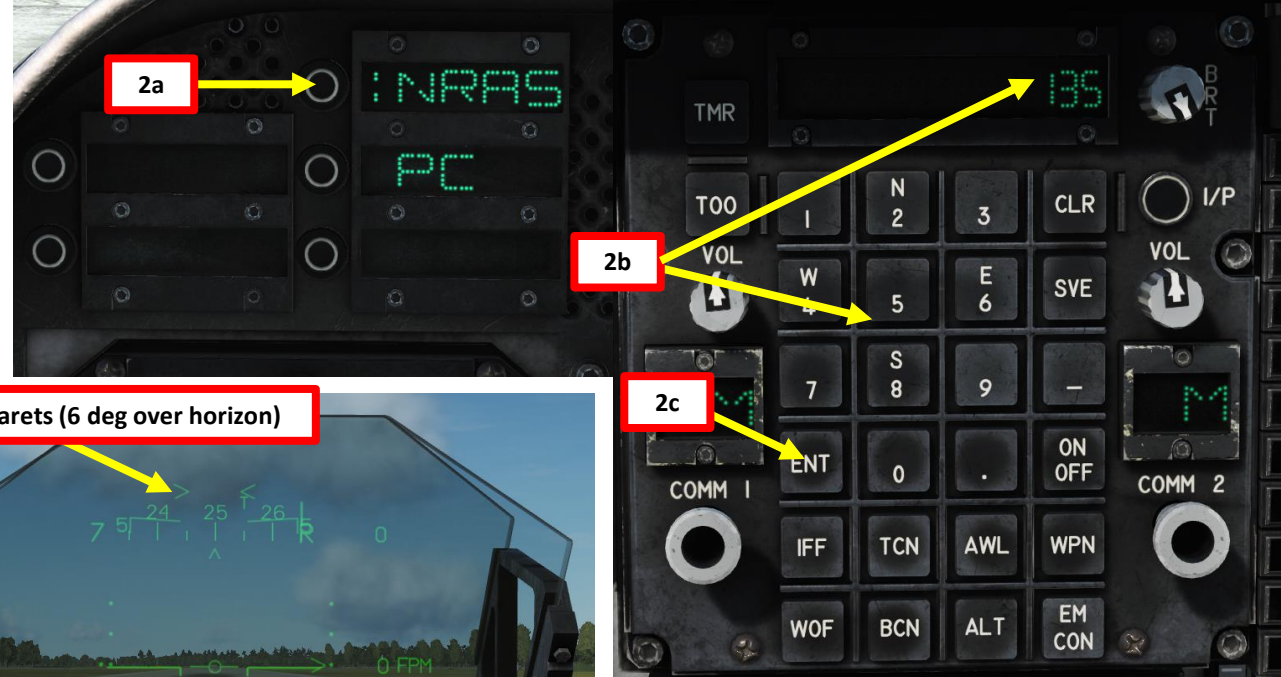 2a
:NRAS
PC
arets (6 deg over horizon)
24 25 26
7 5 5 0
0 FPM
135
BRT
TMR
TOO
1
N 2
3
CLR
I/P
VOL
VOL
2b
W 4
5
E 6
SVE
7
S 8
9
–
2c
M
M
ENT
0
.
ON OFF
COMM 1
COMM 2
IFF
TCN
AWL
WPN
WOF
BCN
ALT
EM CON